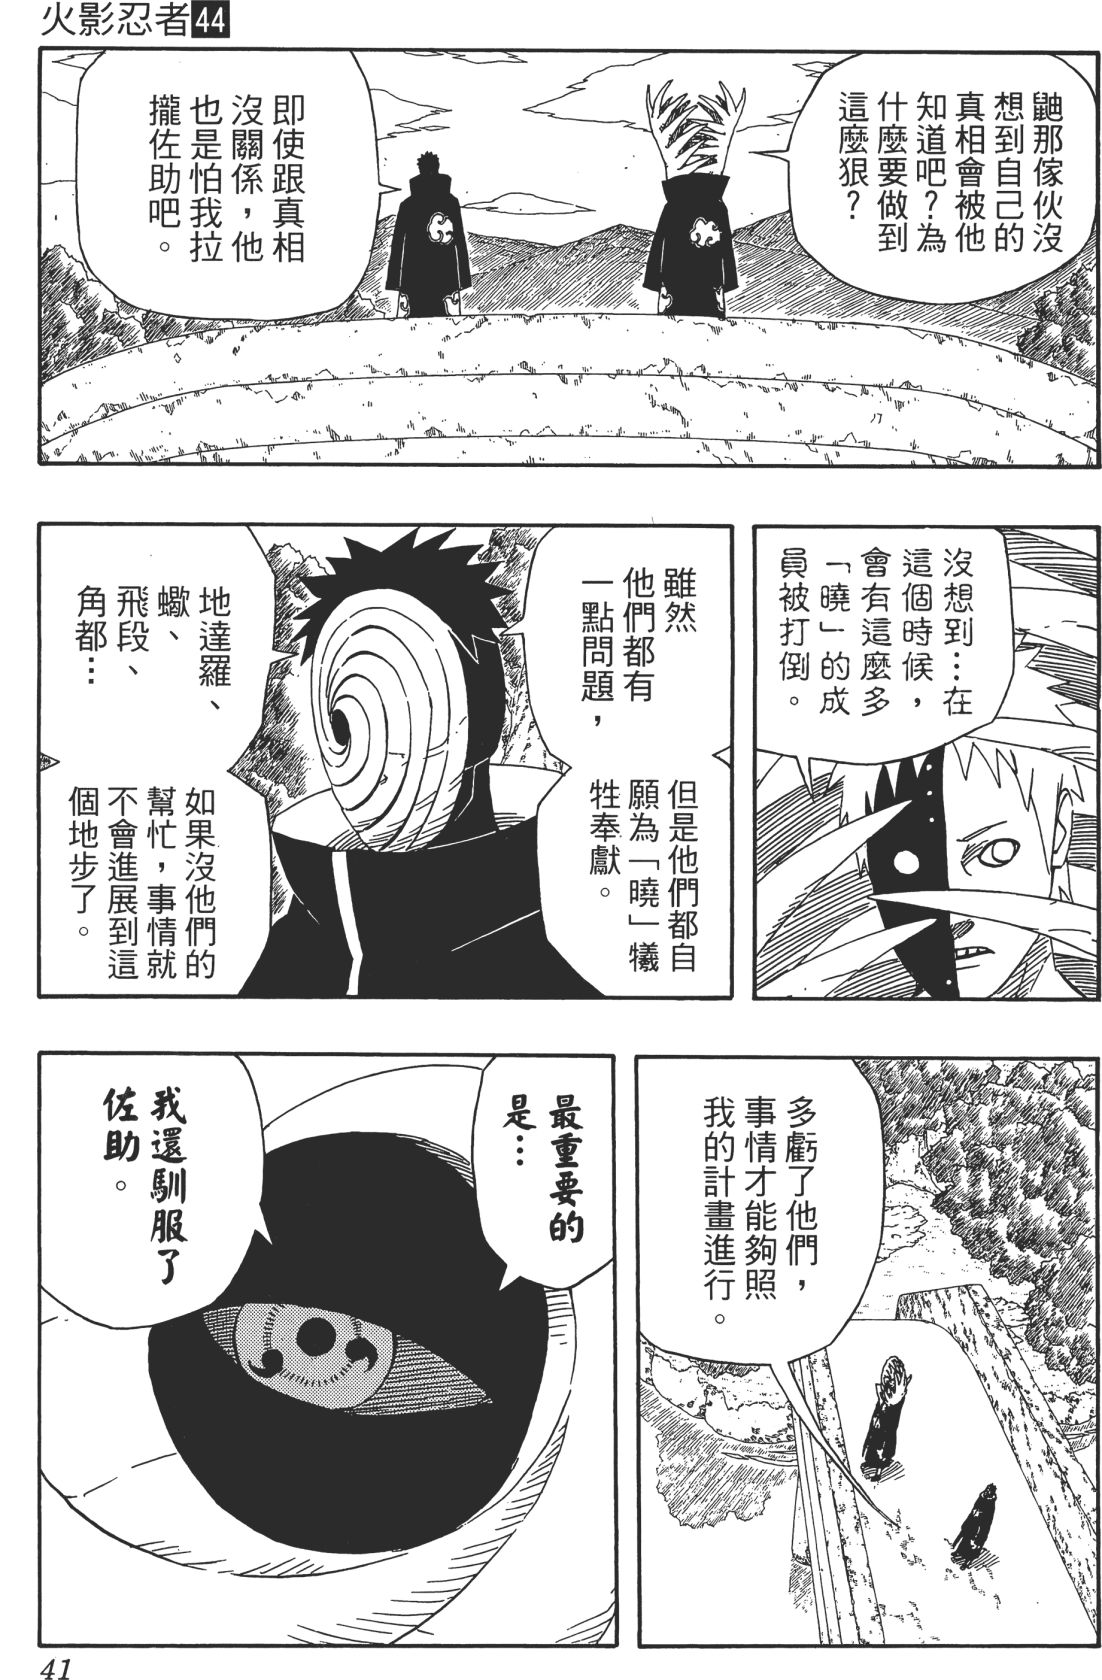 火影忍者44
鼬那傢伙沒
想到自己的
真相會被他
知道吧？為
什麼要做到
這麼狠？
即使跟真相
沒關係，他
也是怕我拉
攏佐助吧。
沒想到…在
這個時候，
會有這麼多
「曉」的成
員被打倒。
雖然
他們都有
一點問題，
但是他們都自
願為「曉」犧
牲奉獻。
地達羅、
蠍、
飛段、
角都…
如果沒他們的
幫忙，事情就
不會進展到這
個地步了。
多虧了他們，
事情才能夠照
我的計畫進行。
最重要的
是…
我還馴服了
佐助。
41